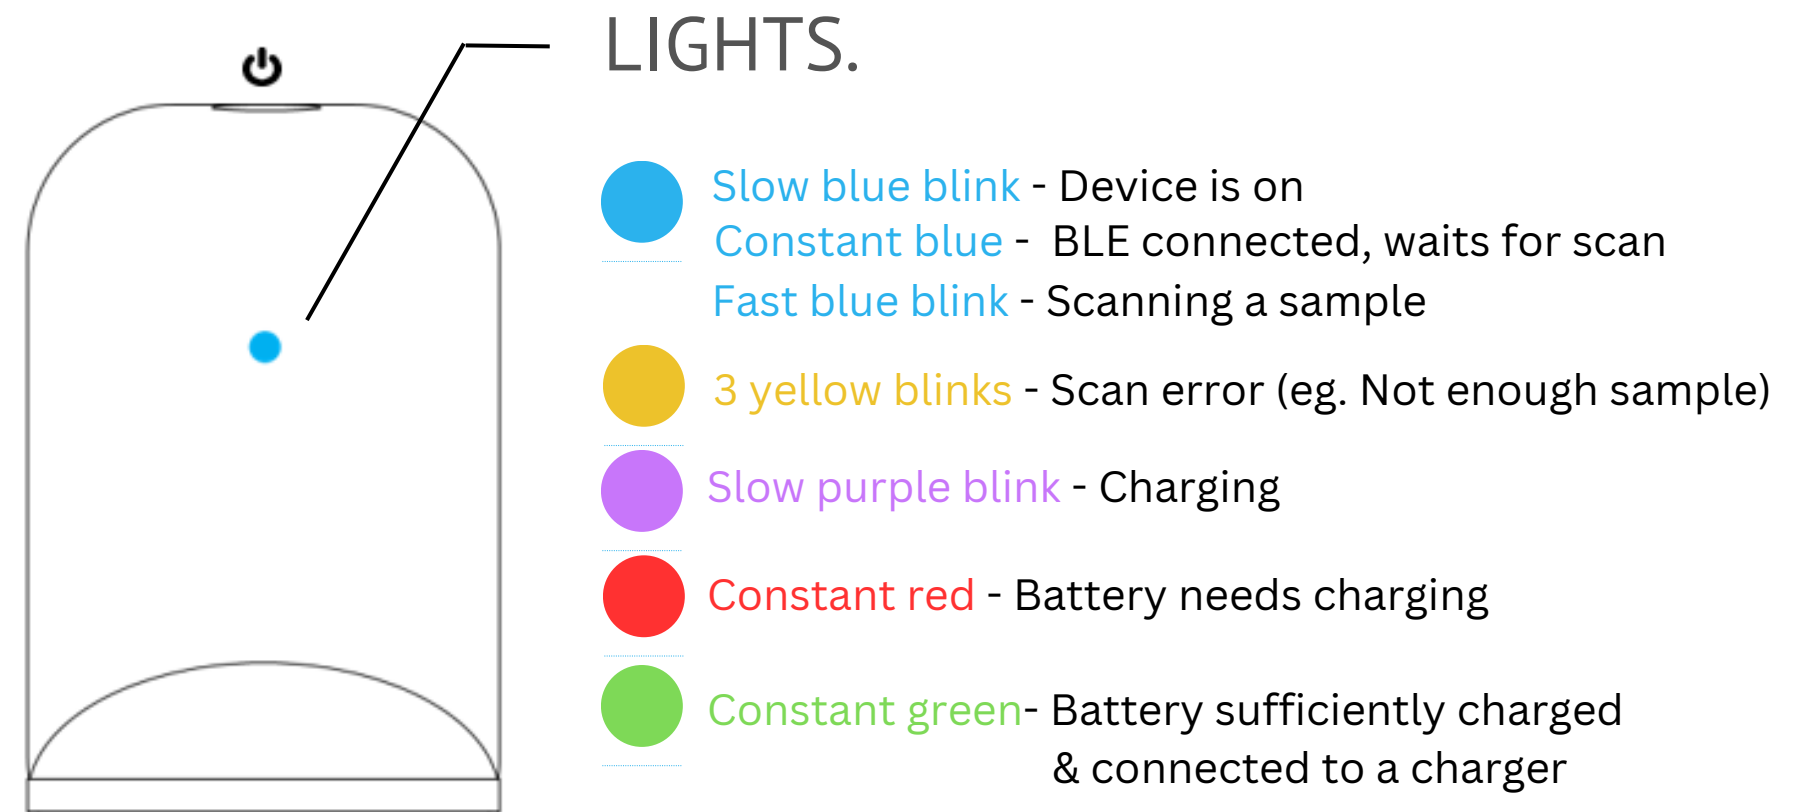 LIGHTS.
Slow blue blink - Device is on
Constant blue - BLE connected, waits for scan
Fast blue blink - Scanning a sample
3 yellow blinks - Scan error (eg. Not enough sample)
Slow purple blink - Charging
Constant red - Battery needs charging
Constant green- Battery sufficiently charged
& connected to a charger